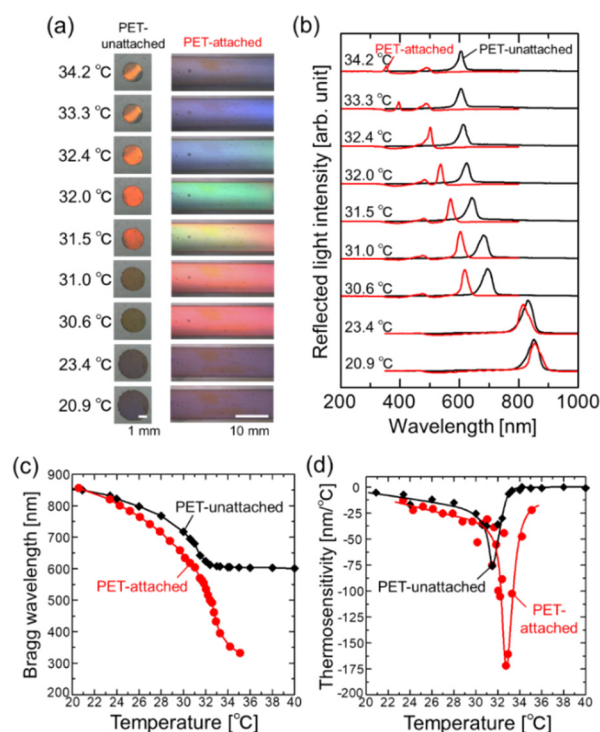 (a)
PET-
unattached
PET-attached
34.2 °C
33.3 °C
32.4 °C
32.0 °C
31.5 °C
31.0 °C
30.6 °C
23.4 °C
20.9 °C
1 mm
10 mm
(b)
PET-attached
PET-unattached
34.2 °C
33.3 °C
32.4 °C
32.0 °C
31.5 °C
31.0 °C
30.6 °C
23.4 °C
20.9 °C
Reflected light intensity [arb. unit]
200 400 600 800 1000
Wavelength [nm]
(c)
900
800
700
600
500
400
300
200
Bragg wavelength [nm]
PET-unattached
PET-attached
20 22 24 26 28 30 32 34 36 38 40
Temperature [°C]
(d)
0
-25
-50
-75
-100
-125
-150
-175
-200
Thermosensitivity [nm/°C]
PET-unattached
PET-
attached
20 22 24 26 28 30 32 34 36 38 40
Temperature [°C]